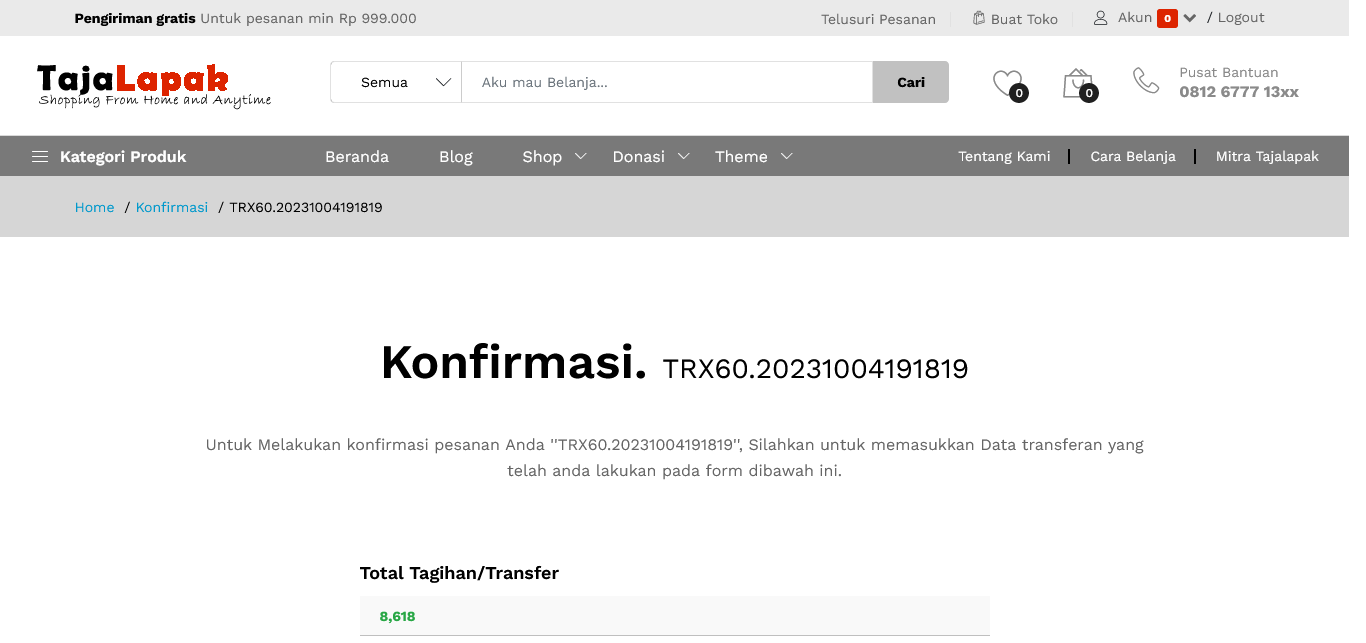 Pengiriman gratis Untuk pesanan min Rp 999.000
Telusuri Pesanan Buat Toko Akun 0 / Logout
TajaLapak
Shopping From Home and Anytime
Semua Aku mau Belanja... Cari
0 0
Pusat Bantuan
0812 6777 13xx
Kategori Produk Beranda Blog Shop Donasi Theme Tentang Kami Cara Belanja Mitra Tajalapak
Home / Konfirmasi / TRX60.20231004191819
Konfirmasi. TRX60.20231004191819
Untuk Melakukan konfirmasi pesanan Anda "TRX60.20231004191819", Silahkan untuk memasukkan Data transferan yang
telah anda lakukan pada form dibawah ini.
Total Tagihan/Transfer
8,618